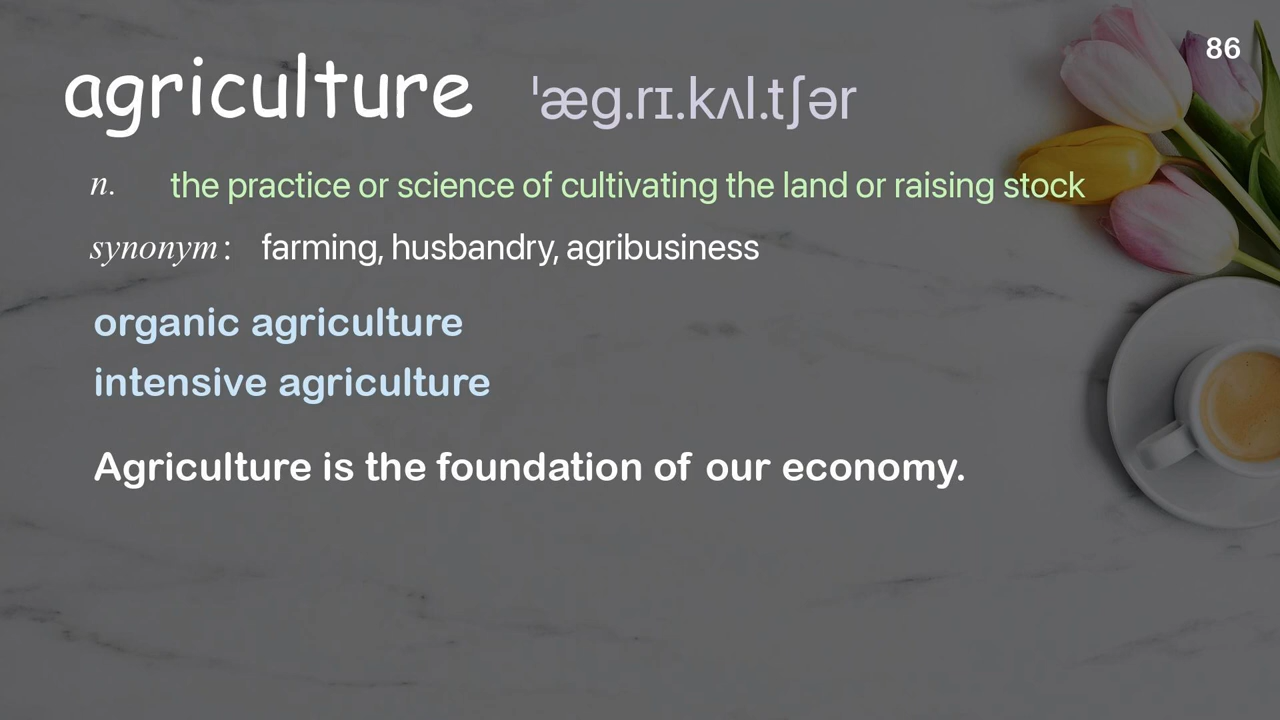 86
agriculture ˈæg.rɪ.kʌl.tʃər
n. the practice or science of cultivating the land or raising stock
synonym: farming, husbandry, agribusiness
organic agriculture
intensive agriculture
Agriculture is the foundation of our economy.